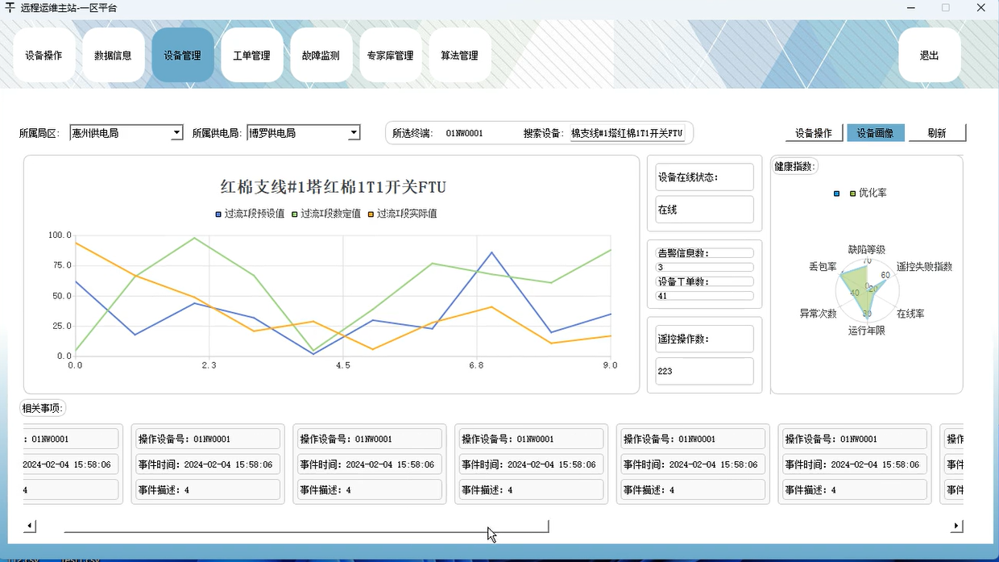 远程运维主站-一区平台
设备操作 数据信息 设备管理 工单管理 故障监测 专家库管理 算法管理 退出
所属局区: 惠州供电局 所属供电局: 博罗供电局 所选终端: 01NW0001 搜索设备: 棉支线#1塔红棉1T1开关FTU 设备操作 设备画像 刷新
红棉支线#1塔红棉1T1开关FTU
过流I段预设值 过流I段数定值 过流I段实际值
100.0
75.0
50.0
25.0
0.0
0.0 2.3 4.5 6.8 9.0
设备在线状态:
在线
告警信息数:
3
设备工单数:
41
遥控操作数:
223
健康指数:
优化率
缺陷等级
丢包率 70 遥控失败指数
60
0
40 20
异常次数 30 在线率
运行年限
相关事项:
: 01NW0001 操作设备号: 01NW0001 操作设备号: 01NW0001 操作设备号: 01NW0001 操作设备号: 01NW0001 操作设备号: 01NW0001 操作
2024-02-04 15:58:06 事件时间: 2024-02-04 15:58:06 事件时间: 2024-02-04 15:58:06 事件时间: 2024-02-04 15:58:06 事件时间: 2024-02-04 15:58:06 事件时间: 2024-02-04 15:58:06 事件
4 事件描述: 4 事件描述: 4 事件描述: 4 事件描述: 4 事件描述: 4 事件